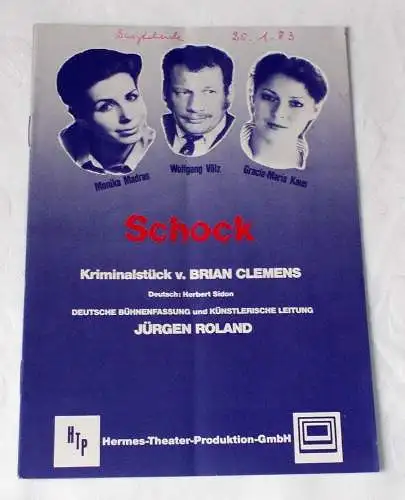 25.1.83
Monika Madras
Wolfgang Völz
Gracia-Maria Kaus
Schock
Kriminalstück v. BRIAN CLEMENS
Deutsch: Herbert Sidon
DEUTSCHE BÜHNENFASSUNG und KÜNSTLERISCHE LEITUNG
JÜRGEN ROLAND
HTP
Hermes-Theater-Produktion-GmbH